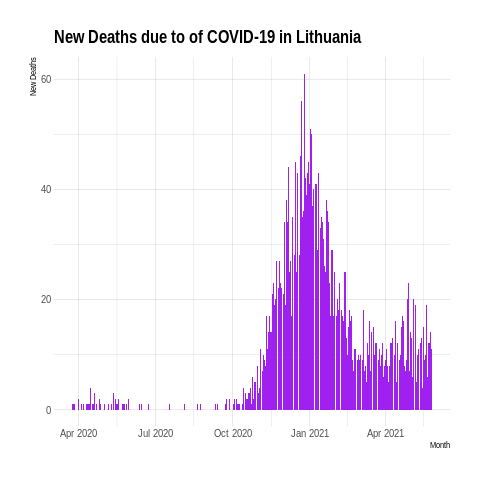 New Deaths due to of COVID-19 in Lithuania
New Deaths
60
40
20
0
Apr 2020 Jul 2020 Oct 2020 Jan 2021 Apr 2021
Month